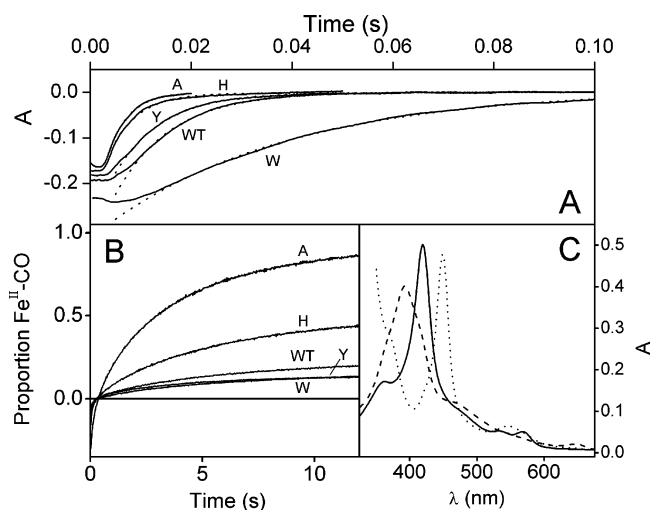 Time (s)
0.00 0.02 0.04 0.06 0.08 0.10
A
0.0
-0.1
-0.2
A
H
Y
WT
W
A
Proportion Fe^II-CO
1.0
0.5
0.0
B
A
H
WT
Y
W
0 5 10
Time (s)
C
0.5
0.4
0.3
0.2
0.1
0.0
A
400 500 600
λ (nm)